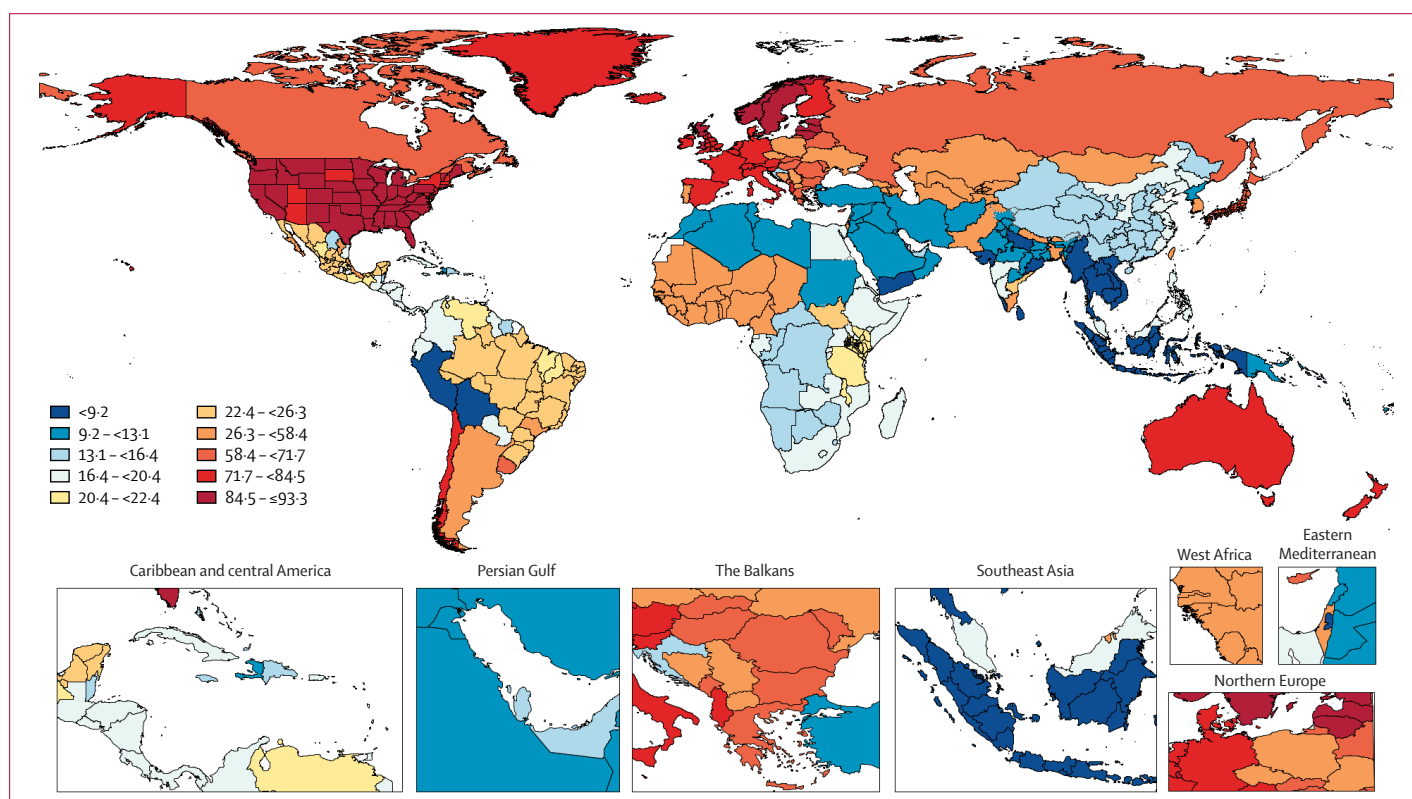 <9·2
9·2 – <13·1
13·1 – <16·4
16·4 – <20·4
20·4 – <22·4
22·4 – <26·3
26·3 – <58·4
58·4 – <71·7
71·7 – <84·5
84·5 – ≤93·3
Caribbean and central America
Persian Gulf
The Balkans
Southeast Asia
West Africa
Eastern
Mediterranean
Northern Europe